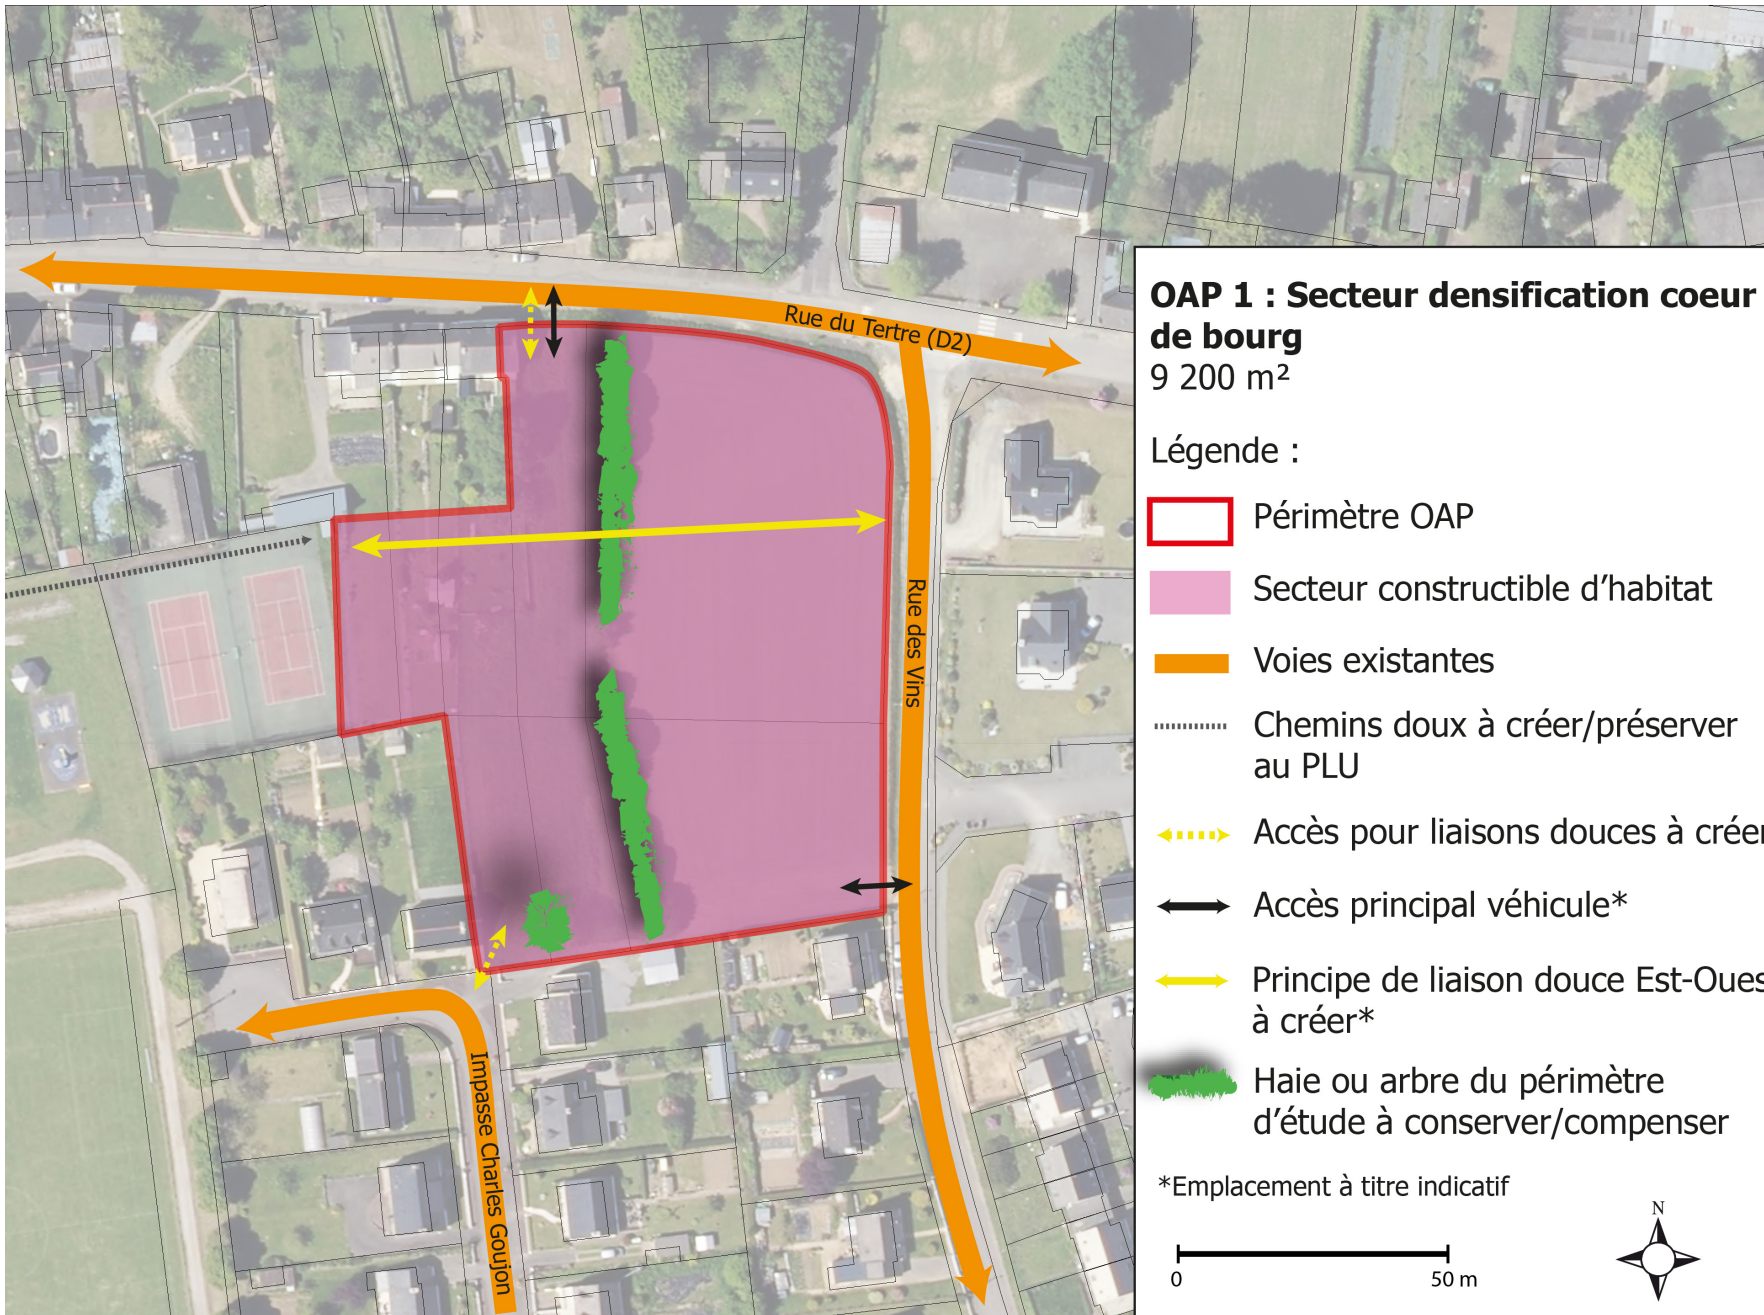 Rue du Tertre (D2)
Rue des Vins
Impasse Charles Goujon
OAP 1 : Secteur densification coeur
de bourg
9 200 m²
Légende :
Périmètre OAP
Secteur constructible d’habitat
Voies existantes
Chemins doux à créer/préserver
au PLU
Accès pour liaisons douces à créer
Accès principal véhicule*
Principe de liaison douce Est-Oues
à créer*
Haie ou arbre du périmètre
d’étude à conserver/compenser
*Emplacement à titre indicatif
N
0 50 m